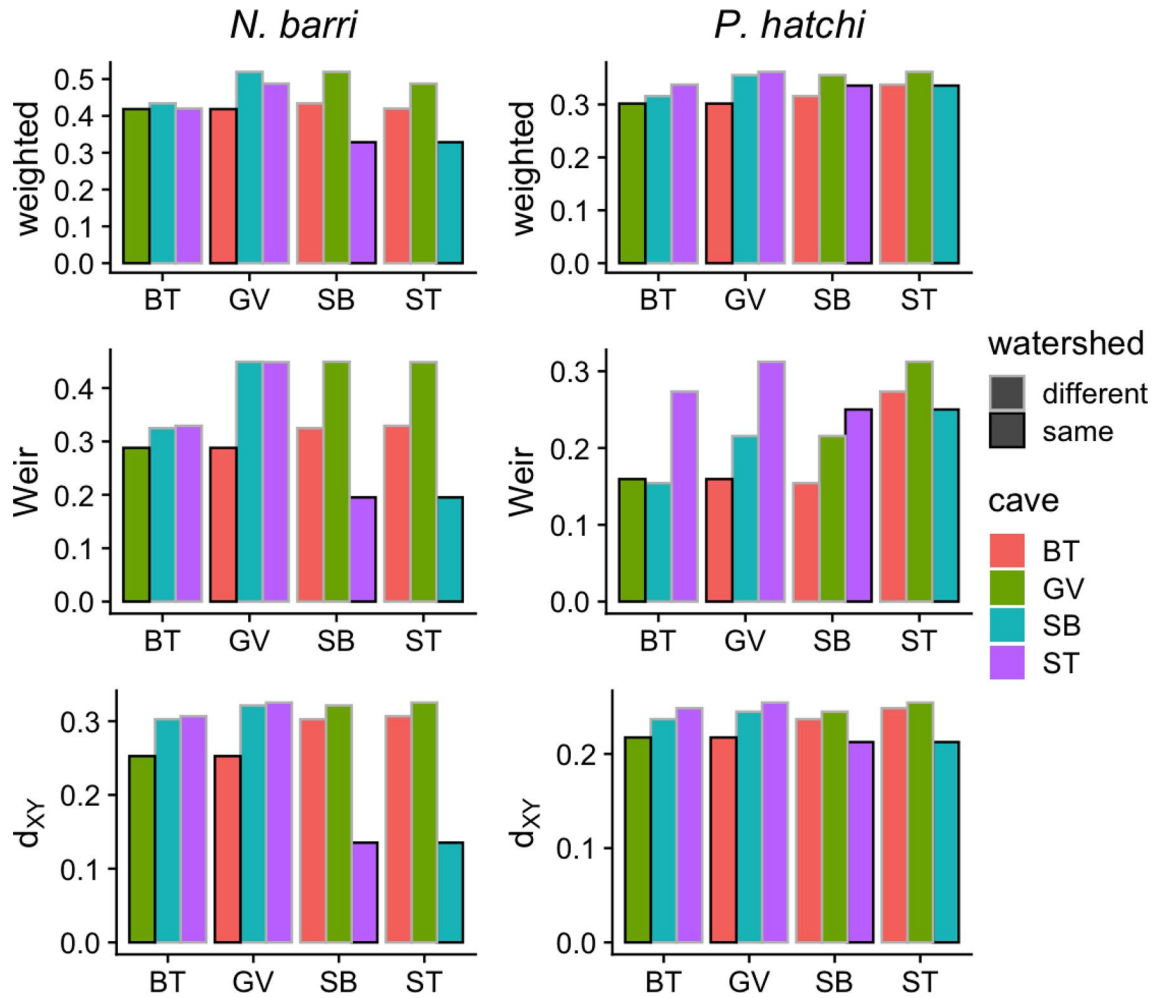 N. barri
P. hatchi
weighted
0.5
0.4
0.3
0.2
0.1
0.0
BT GV SB ST
weighted
0.3
0.2
0.1
0.0
BT GV SB ST
Weir
0.4
0.3
0.2
0.1
0.0
BT GV SB ST
Weir
0.3
0.2
0.1
0.0
BT GV SB ST
dXY
0.3
0.2
0.1
0.0
BT GV SB ST
dXY
0.2
0.1
0.0
BT GV SB ST
watershed
different
same
cave
BT
GV
SB
ST